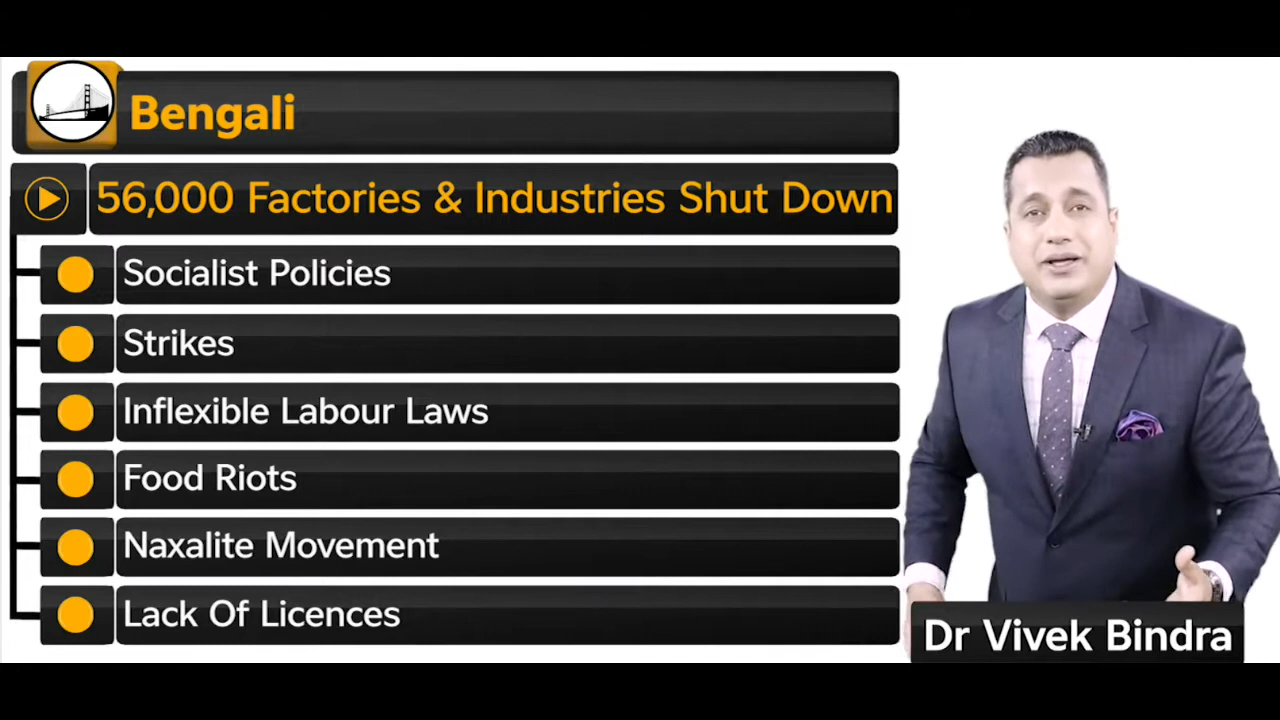 Bengali
56,000 Factories & Industries Shut Down
Socialist Policies
Strikes
Inflexible Labour Laws
Food Riots
Naxalite Movement
Lack Of Licences
Dr Vivek Bindra